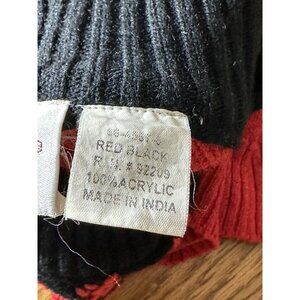 RED BLACK
R.N. # 92209
100% ACRYLIC
MADE IN INDIA